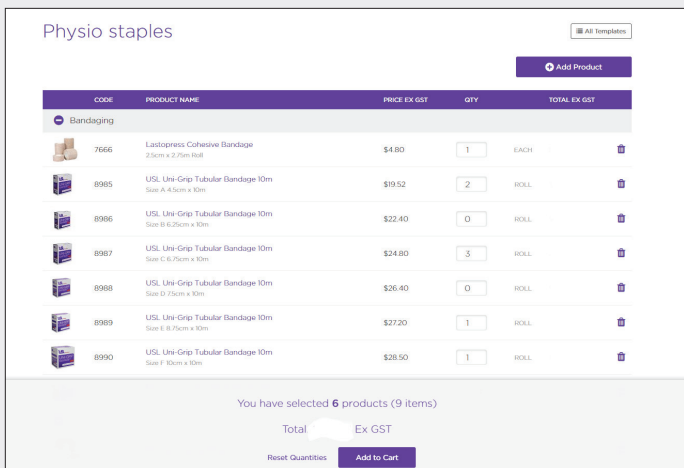 Physio staples
All Templates
Add Product
CODE PRODUCT NAME PRICE EX GST QTY TOTAL EX GST
Bandaging
7666 Lastopress Cohesive Bandage $4.80 1 EACH
2.5cm x 2.75m Roll
8985 USL Uni-Grip Tubular Bandage 10m $19.52 2 ROLL
Size A 4.5cm x 10m
8986 USL Uni-Grip Tubular Bandage 10m $22.40 0 ROLL
Size B 6.25cm x 10m
8987 USL Uni-Grip Tubular Bandage 10m $24.80 3 ROLL
Size C 6.75cm x 10m
8988 USL Uni-Grip Tubular Bandage 10m $26.40 0 ROLL
Size D 7.5cm x 10m
8989 USL Uni-Grip Tubular Bandage 10m $27.20 1 ROLL
Size E 8.75cm x 10m
8990 USL Uni-Grip Tubular Bandage 10m $28.50 1 ROLL
Size F 10cm x 10m
You have selected 6 products (9 items)
Total Ex GST
Reset Quantities Add to Cart